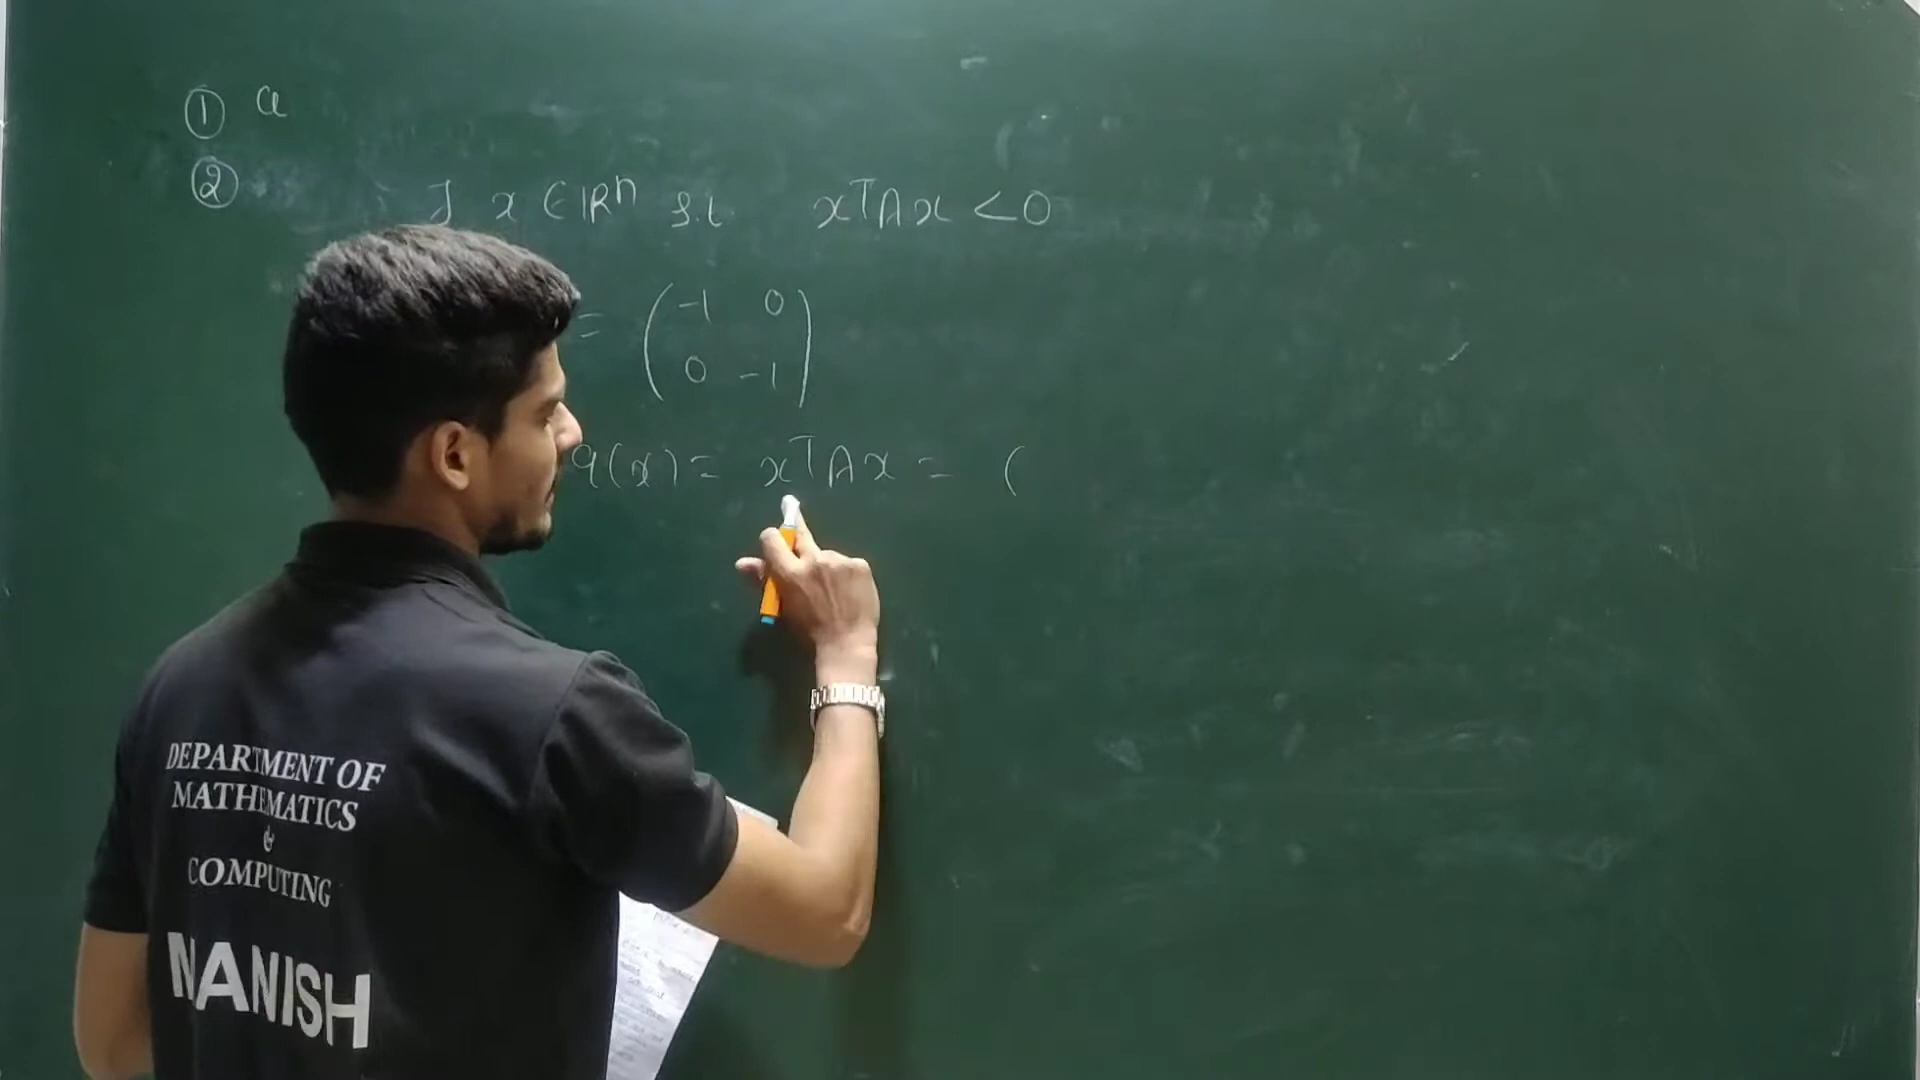 ① a
② ∃ x ∈ ℝⁿ s.t xᵀAx < 0
= (-1 0
0 -1)
q(x) = xᵀAx = (
DEPARTMENT OF
MATHEMATICS
&
COMPUTING
NANISH